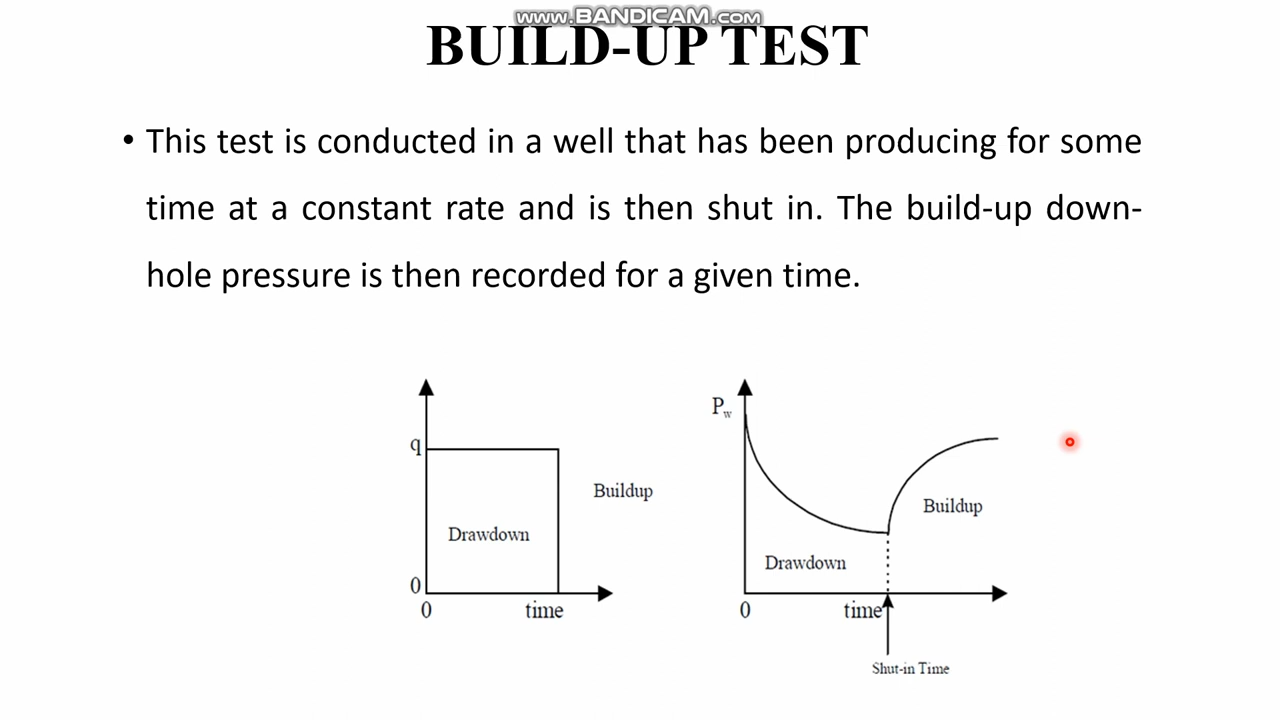 www.BANDICAM.com
BUILD-UP TEST
• This test is conducted in a well that has been producing for some
time at a constant rate and is then shut in. The build-up down-
hole pressure is then recorded for a given time.
q
Buildup
Drawdown
0
0 time
Pw
Buildup
Drawdown
0 time
Shut-in Time